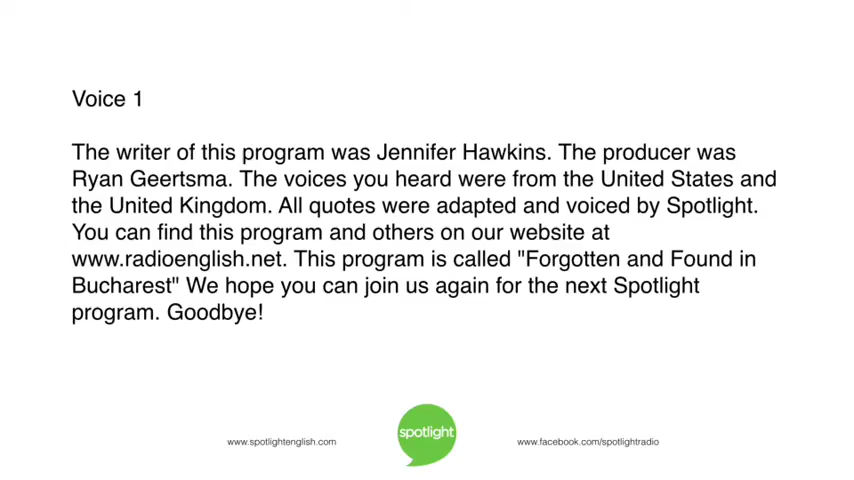 Voice 1
The writer of this program was Jennifer Hawkins. The producer was
Ryan Geertsma. The voices you heard were from the United States and
the United Kingdom. All quotes were adapted and voiced by Spotlight.
You can find this program and others on our website at
www.radioenglish.net. This program is called "Forgotten and Found in
Bucharest" We hope you can join us again for the next Spotlight
program. Goodbye!
www.spotlightenglish.com
spotlight
www.facebook.com/spotlightradio